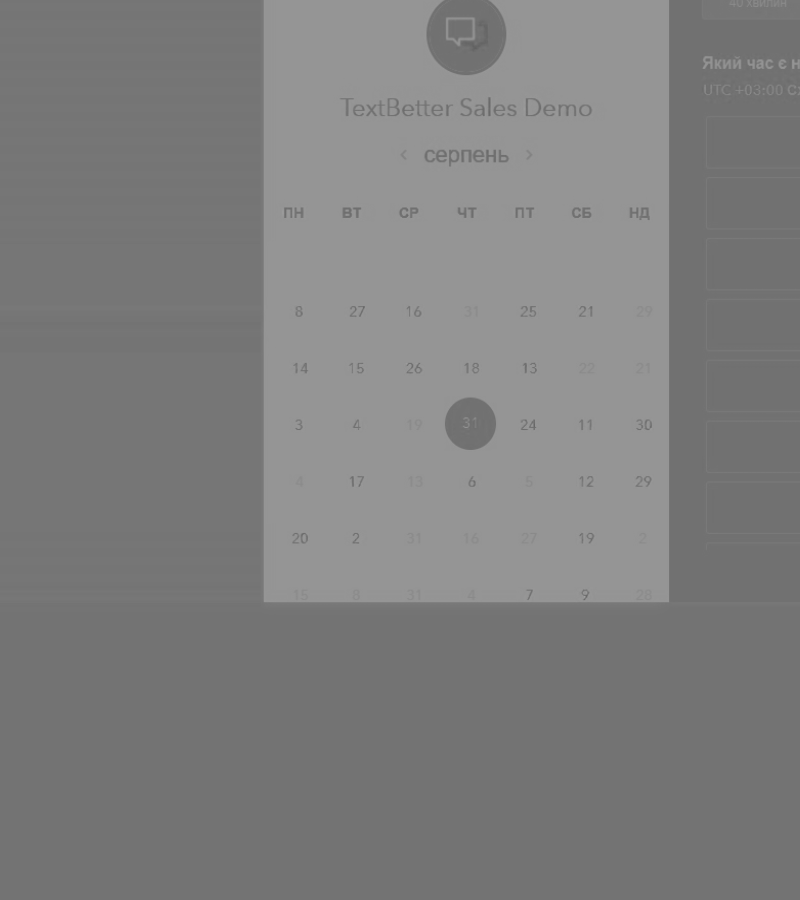 40 хвилин
TextBetter Sales Demo
Який час є
UTC +03:00
серпень
ПН ВТ СР ЧТ ПТ СБ НД
8 27 16 31 25 21 29
14 15 26 18 13 22 21
3 4 19 31 24 11 30
4 17 13 6 5 12 29
20 2 31 16 27 19 2
15 8 31 4 7 9 28